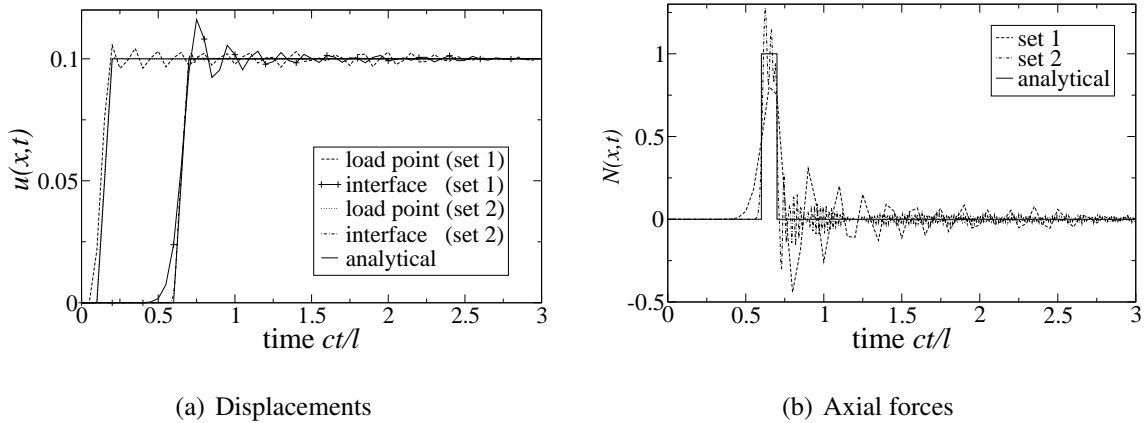 u(x,t)
0.1
0.05
0
load point (set 1)
interface (set 1)
load point (set 2)
interface (set 2)
analytical
0 0.5 1 1.5 2 2.5 3
time ct/l
(a) Displacements
N(x,t)
1
0.5
0
-0.5
set 1
set 2
analytical
0 0.5 1 1.5 2 2.5 3
time ct/l
(b) Axial forces